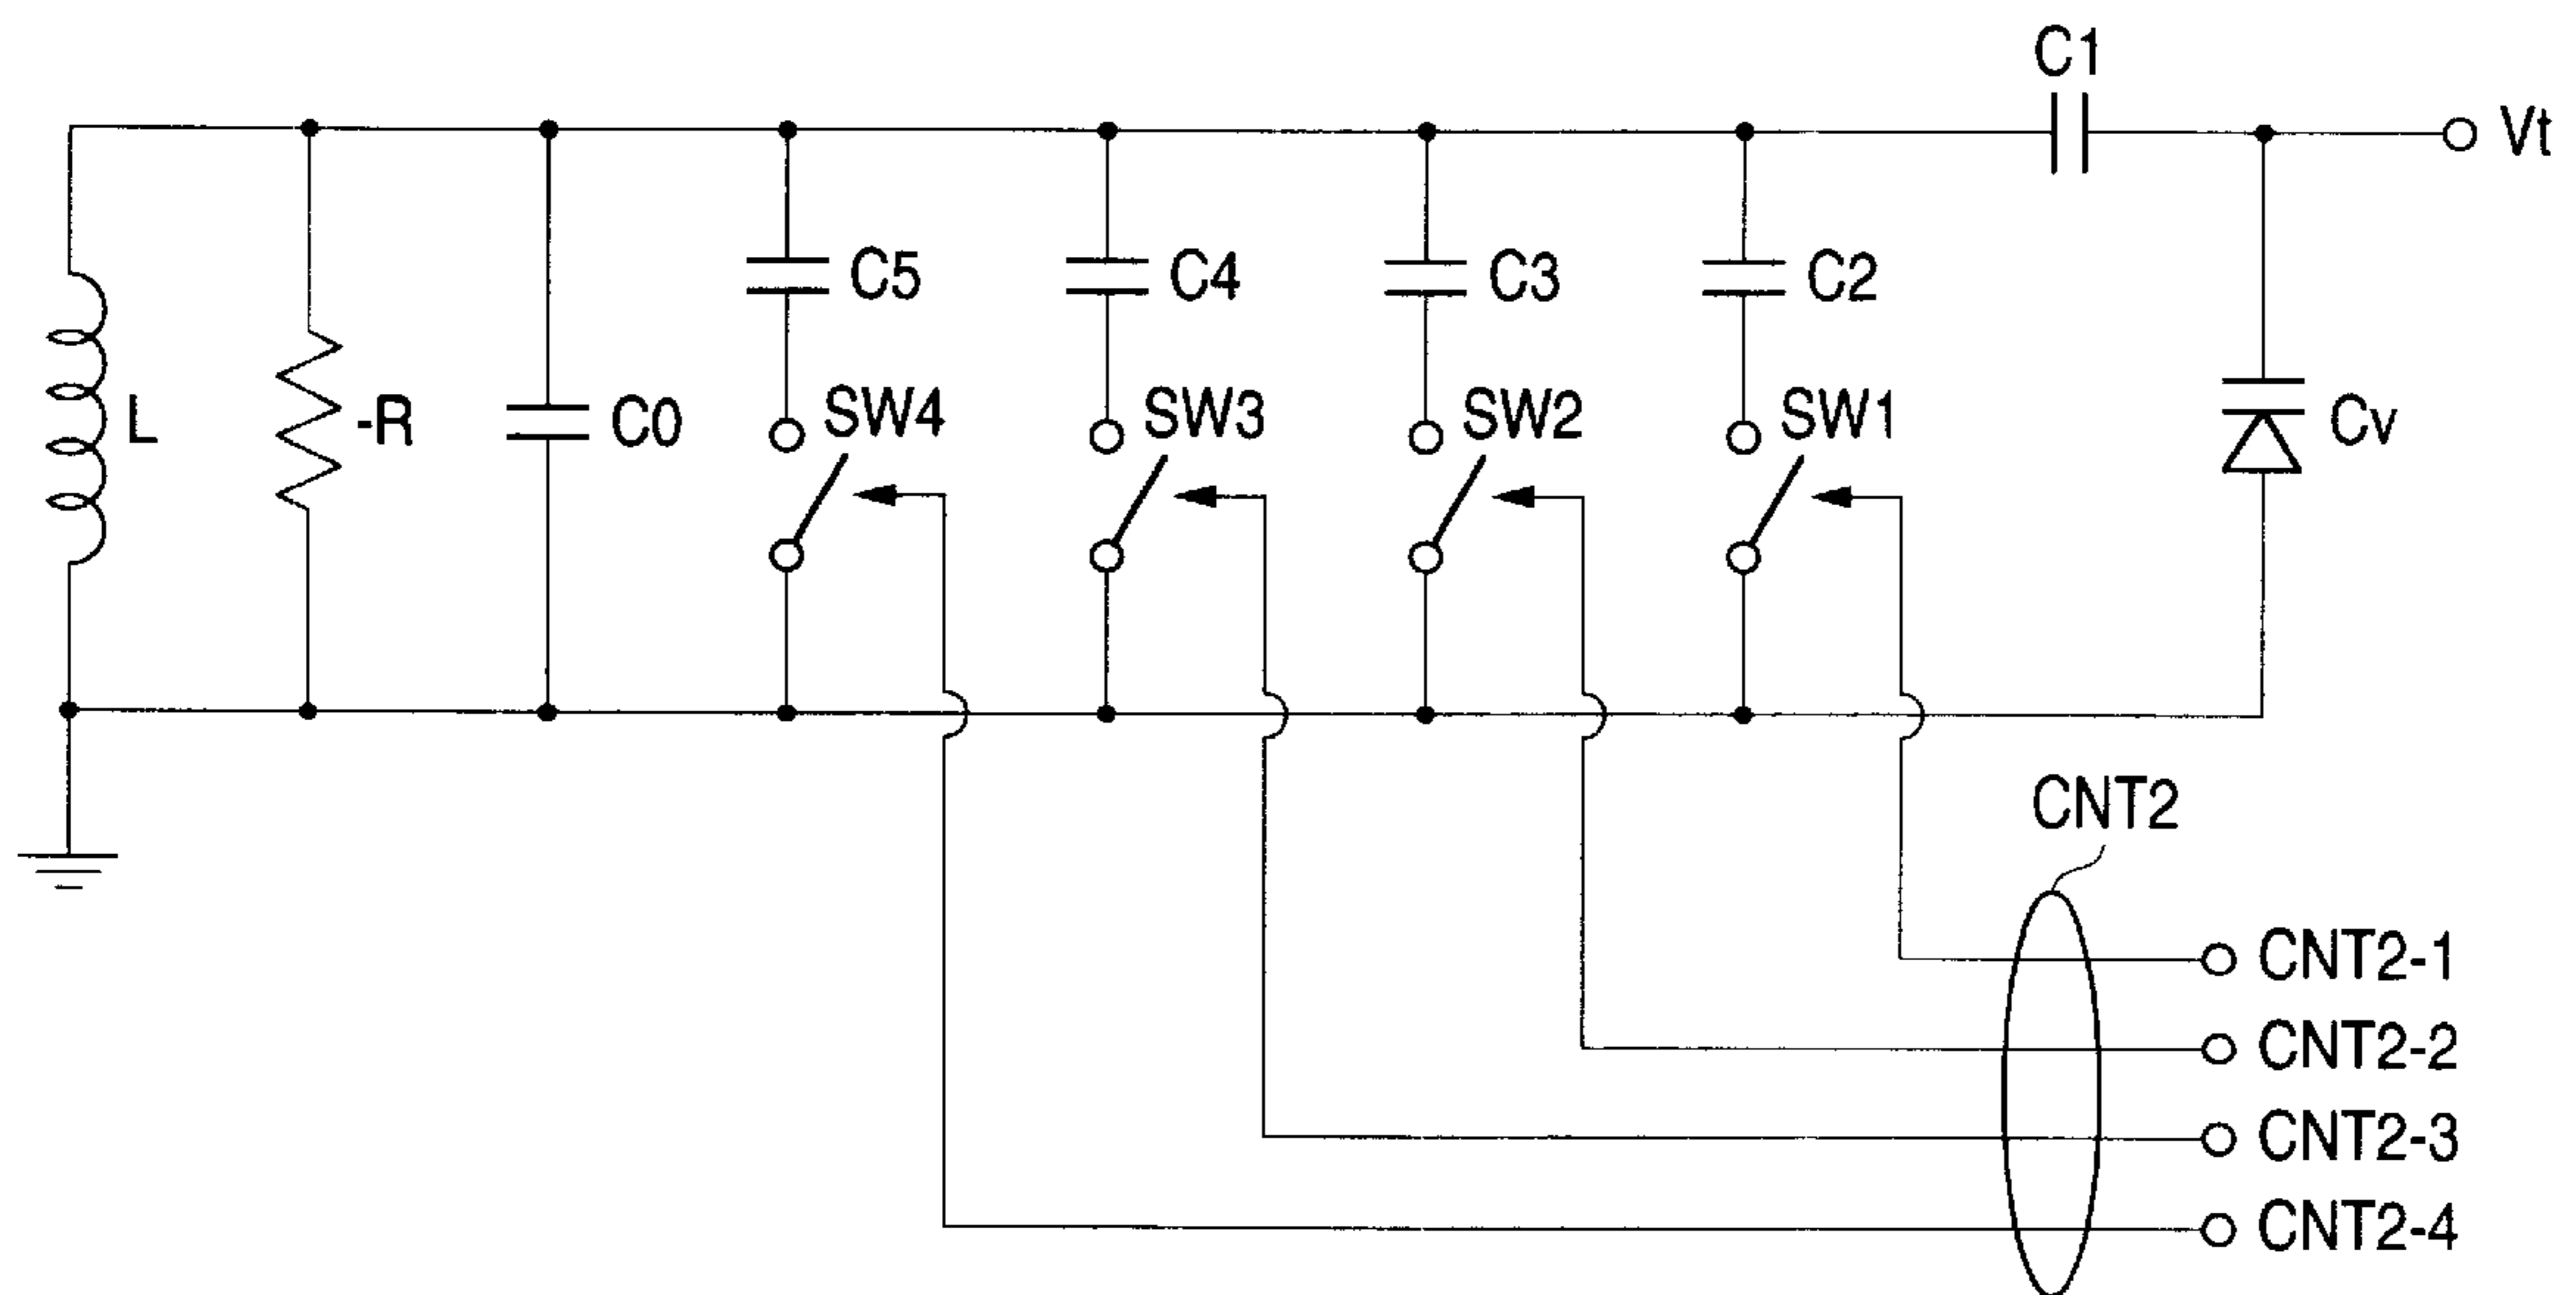 C1
Vt
C5
C4
C3
C2
L
-R
C0
SW4
SW3
SW2
SW1
Cv
CNT2
CNT2-1
CNT2-2
CNT2-3
CNT2-4